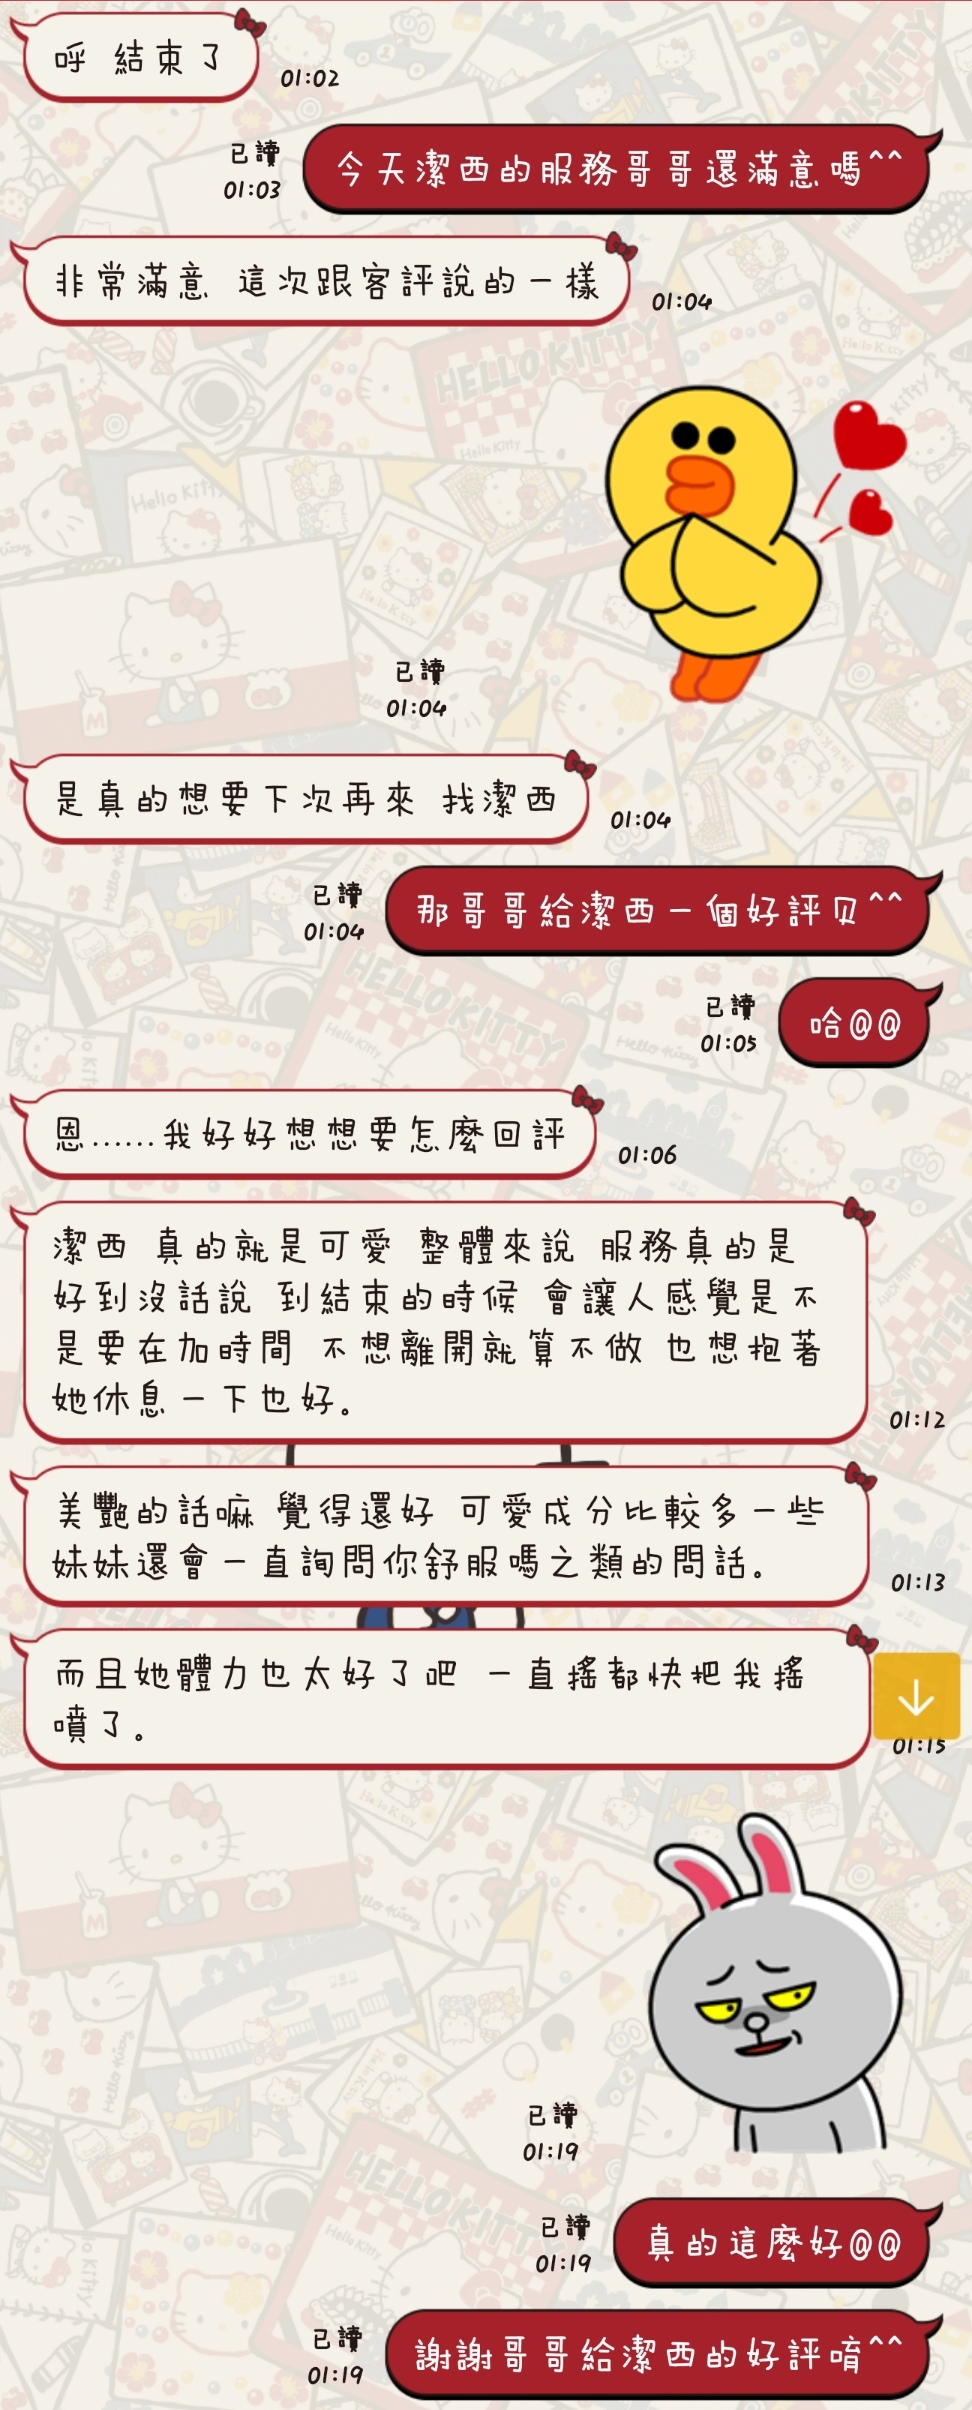 呼 結束了
01:02
今天潔西的服務哥哥還滿意嗎^^
已讀
01:03
非常滿意 這次跟客評說的一樣
01:04
已讀
01:04
是真的想要下次再來 找潔西
01:04
那哥哥給潔西一個好評貝^^
已讀
01:04
哈@@
已讀
01:05
恩......我好好想想要怎麼回評
01:06
潔西 真的就是可愛 整體來說 服務真的是
好到沒話說 到結束的時候 會讓人感覺是不
是要在加時間 不想離開就算不做 也想抱著
她休息一下也好。
01:12
美豔的話嘛 覺得還好 可愛成分比較多一些
妹妹還會一直詢問你舒服嗎之類的問話。
01:13
而且她體力也太好了吧 一直搖都快把我搖
噴了。
01:15
已讀
01:19
真的這麼好@@
已讀
01:19
謝謝哥哥給潔西的好評唷^^
已讀
01:19
HELLO KITTY
Hello Kitty